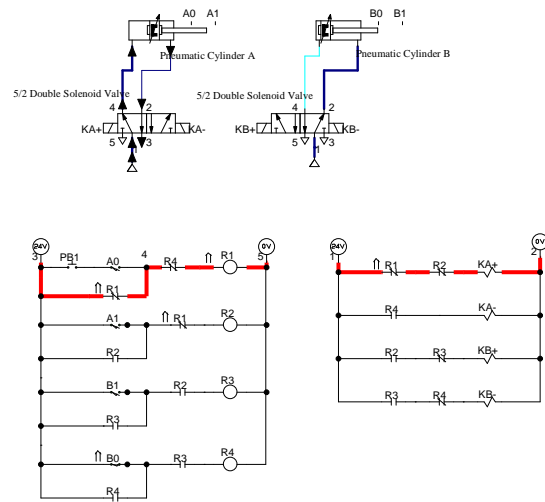 A0 A1
B0 B1
Pneumatic Cylinder A
Pneumatic Cylinder B
5/2 Double Solenoid Valve
5/2 Double Solenoid Valve
4 2
4 2
KA+ KA-
KB+ KB-
5 3
5 3
1
1
24V 0V
3 5
24V 0V
1 2
PB1 A0 4 R4 R1
R1
A1 R1 R2
R2
B1 R2 R3
R3
B0 R3 R4
R4
R1 R2 KA+
R4 KA-
R2 R3 KB+
R3 R4 KB-